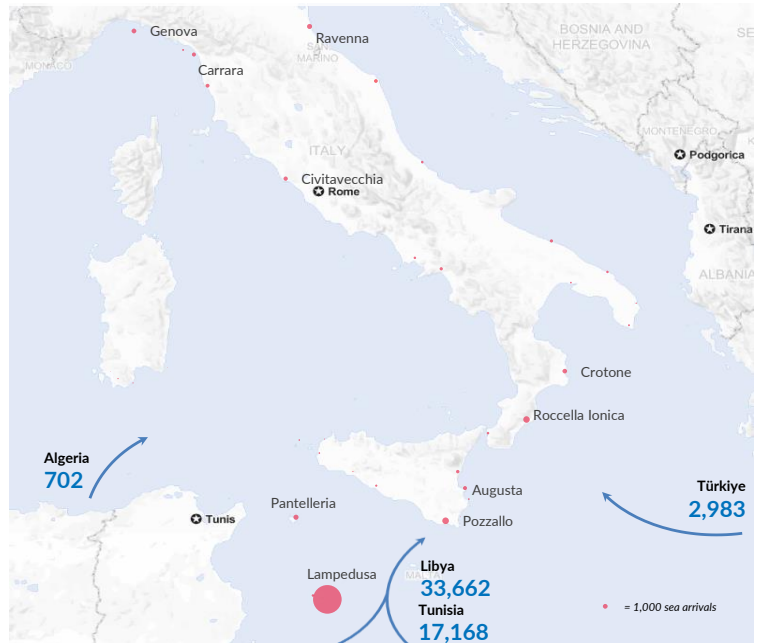 Genova
Ravenna
BOSNIA AND
HERZEGOVINA
SE
SAN
MARINO
MONACO
Carrara
MONTENEGRO
K
ITALY
Podgorica
Civitavecchia
Rome
Tirana
ALBANIA
Crotone
Roccella Ionica
Algeria
702
Türkiye
2,983
Augusta
Pantelleria
Tunis
Pozzallo
Lampedusa
Libya
MALTA
33,662
Tunisia
17,168
= 1,000 sea arrivals